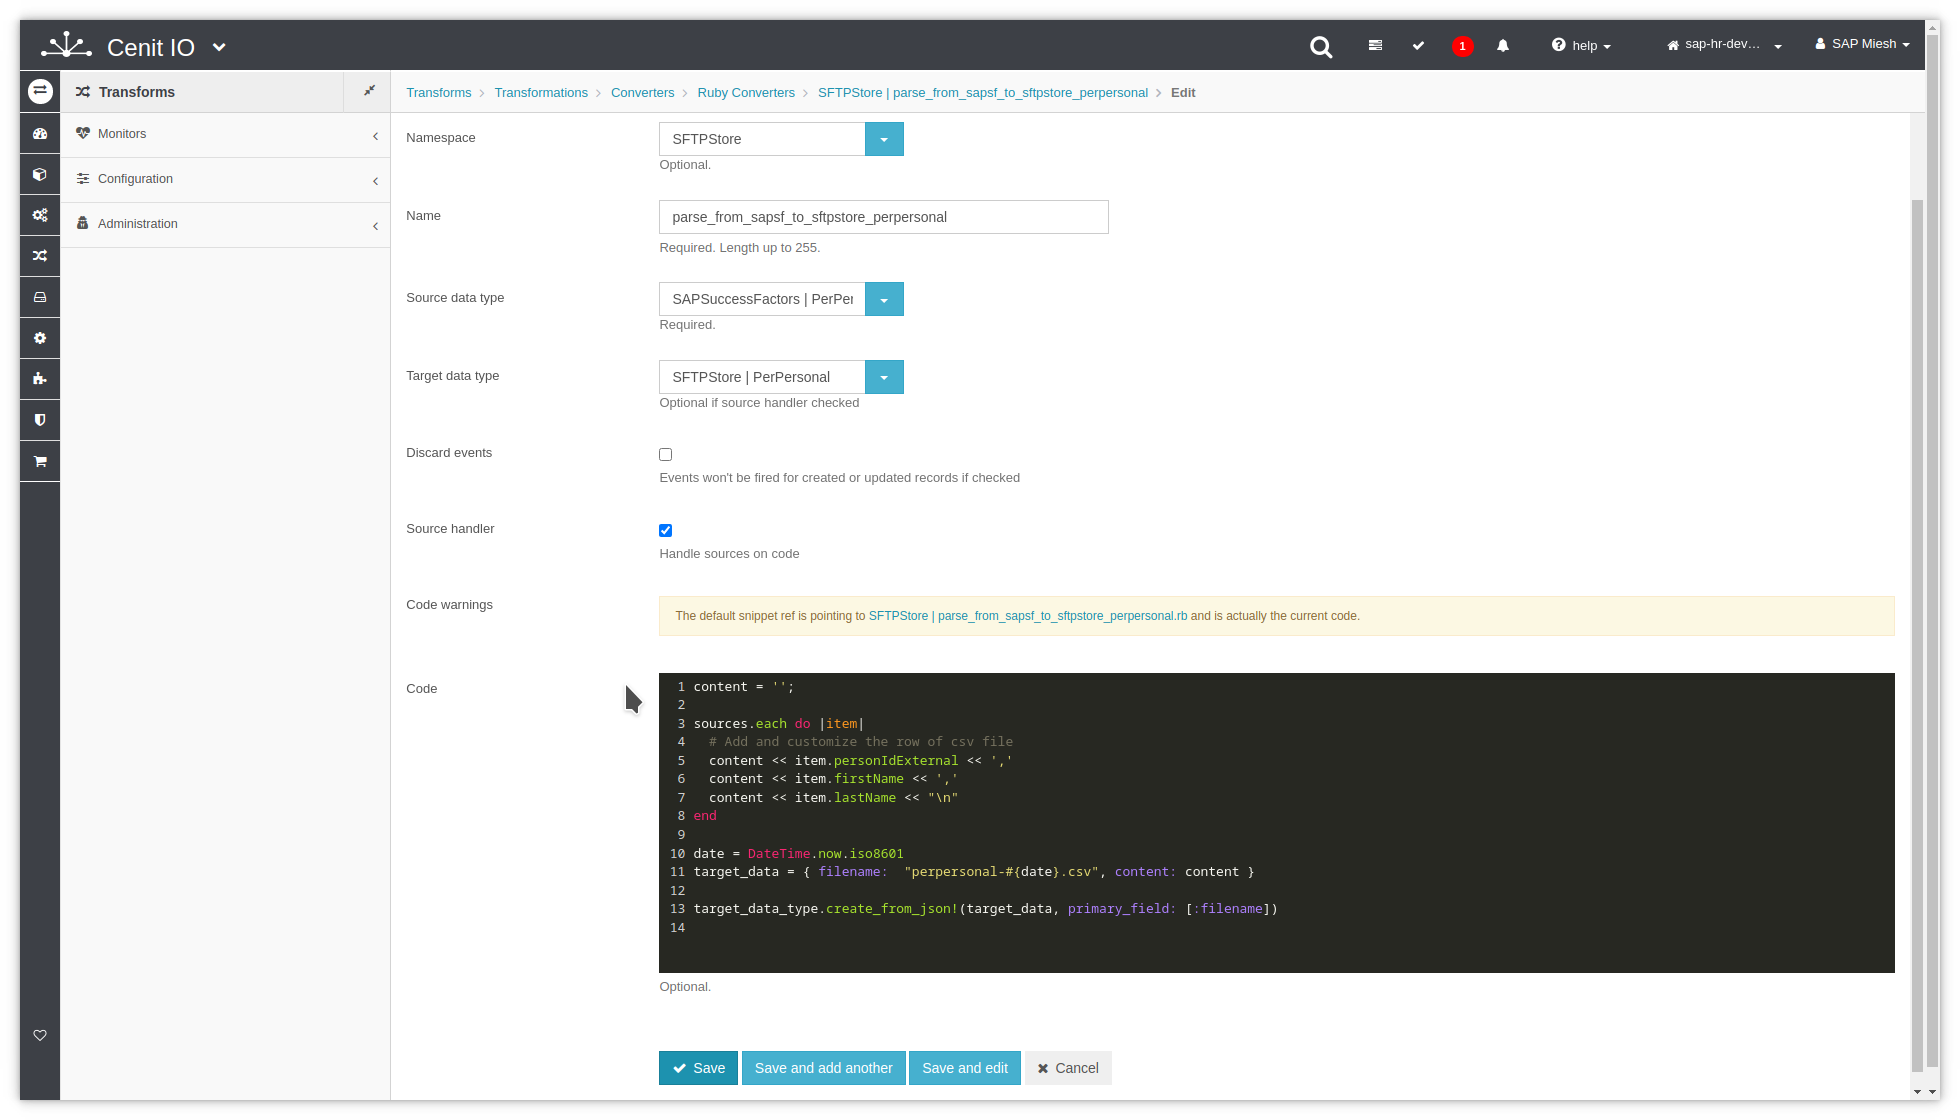 Cenit IO
1
help
sap-hr-dev...
SAP Miesh
Transforms
Transforms
Transformations
Converters
Ruby Converters
SFTPStore | parse_from_sapsf_to_sftpstore_perpersonal
Edit
Monitors
Configuration
Administration
Namespace
SFTPStore
Optional.
Name
parse_from_sapsf_to_sftpstore_perpersonal
Required. Length up to 255.
Source data type
SAPSuccessFactors | PerPer
Required.
Target data type
SFTPStore | PerPersonal
Optional if source handler checked
Discard events
Events won't be fired for created or updated records if checked
Source handler
Handle sources on code
Code warnings
The default snippet ref is pointing to SFTPStore | parse_from_sapsf_to_sftpstore_perpersonal.rb and is actually the current code.
Code
1 content = '';
2
3 sources.each do |item|
4   # Add and customize the row of csv file
5   content << item.personIdExternal << ','
6   content << item.firstName << ','
7   content << item.lastName << "\n"
8 end
9
10 date = DateTime.now.iso8601
11 target_data = { filename:  "perpersonal-#{date}.csv", content: content }
12
13 target_data_type.create_from_json!(target_data, primary_field: [:filename])
14
Optional.
Save
Save and add another
Save and edit
Cancel